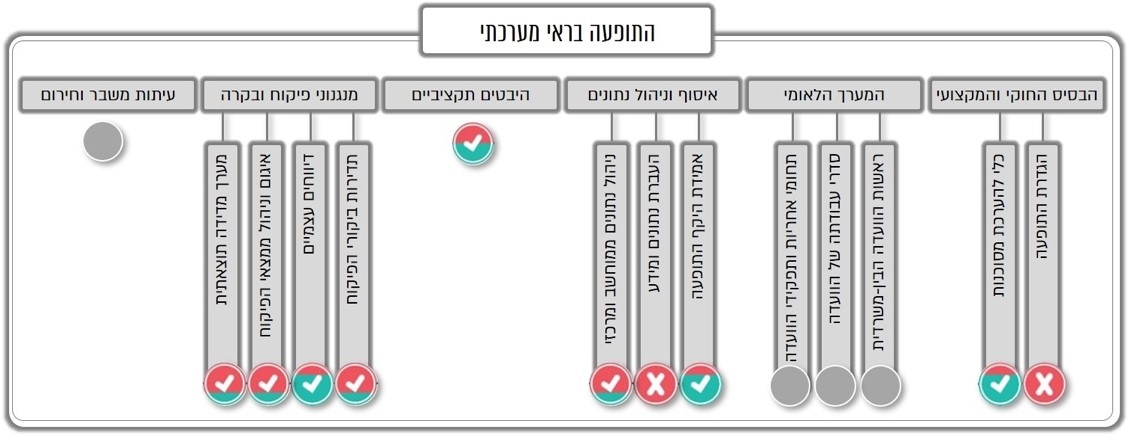 התופעה בראי מערכתי
הבסיס החוקי והמקצועי
הגדרת התופעה
כלי להערכת מסוכנות
המערך הלאומי
ראשות הוועדה הבין-משרדית
סדרי עבודתה של הוועדה
תחומי אחריות ותפקידי הוועדה
איסוף וניהול נתונים
אמידת היקף התופעה
העברת נתונים ומידע
ניהול נתונים ממוחשב ומרכזי
היבטים תקציביים
מנגנוני פיקוח ובקרה
תדירות ביקורי הפיקוח
דיווחים עצמיים
איגום וניהול ממצאי הפיקוח
מערך מדידה תוצאתית
עיתות משבר וחירום